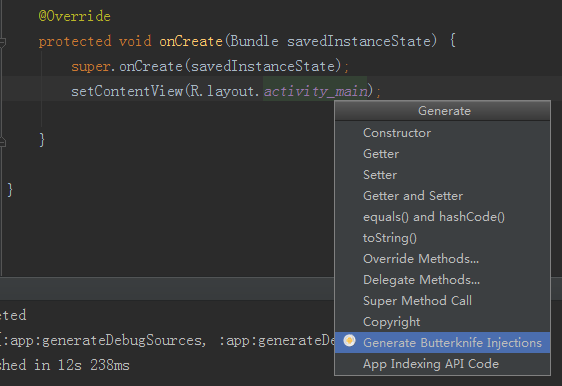 @Override
protected void onCreate(Bundle savedInstanceState) {
super.onCreate(savedInstanceState);
setContentView(R.layout.activity_main);
}
}
Generate
Constructor
Getter
Setter
Getter and Setter
equals() and hashCode()
toString()
Override Methods...
Delegate Methods...
Super Method Call
Copyright
Generate Butterknife Injections
App Indexing API Code
eted
[:app:generateDebugSources, :app:generateDe
shed in 12s 238ms